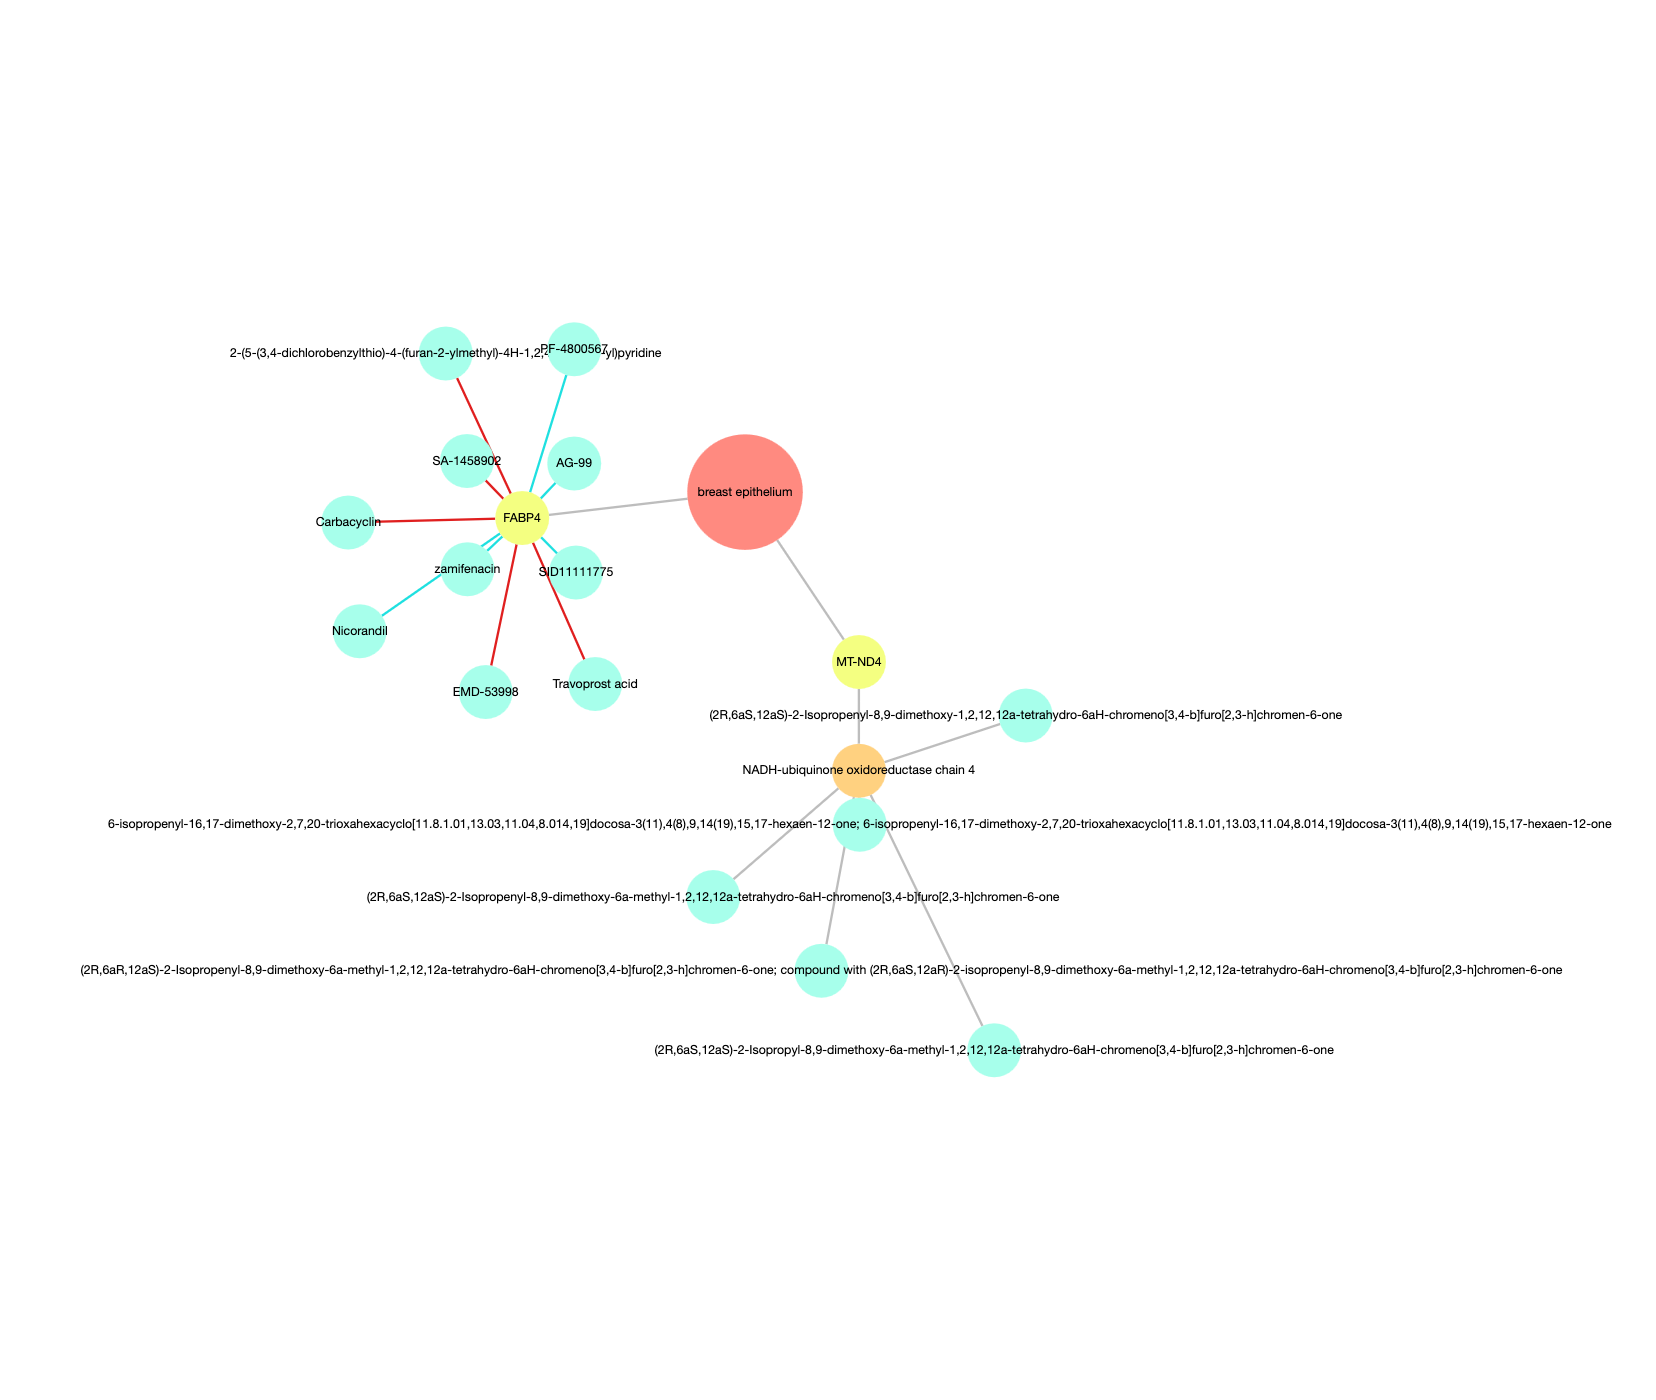 PF-4800567
2-(5-(3,4-dichlorobenzylthio)-4-(furan-2-ylmethyl)-4H-1,2, yl)pyridine
SA-1458902
AG-99
breast epithelium
FABP4
Carbacyclin
zamifenacin
SID11111775
Nicorandil
MT-ND4
Travoprost acid
EMD-53998
(2R,6aS,12aS)-2-Isopropenyl-8,9-dimethoxy-1,2,12,12a-tetrahydro-6aH-chromeno[3,4-b]furo[2,3-h]chromen-6-one
NADH-ubiquinone oxidoreductase chain 4
6-isopropenyl-16,17-dimethoxy-2,7,20-trioxahexacyclo[11.8.1.01,13.03,11.04,8.014,19]docosa-3(11),4(8),9,14(19),15,17-hexaen-12-one; 6-isopropenyl-16,17-dimethoxy-2,7,20-trioxahexacyclo[11.8.1.01,13.03,11.04,8.014,19]docosa-3(11),4(8),9,14(19),15,17-hexaen-12-one
(2R,6aS,12aS)-2-Isopropenyl-8,9-dimethoxy-6a-methyl-1,2,12,12a-tetrahydro-6aH-chromeno[3,4-b]furo[2,3-h]chromen-6-one
(2R,6aR,12aS)-2-Isopropenyl-8,9-dimethoxy-6a-methyl-1,2,12,12a-tetrahydro-6aH-chromeno[3,4-b]furo[2,3-h]chromen-6-one; compound with (2R,6aS,12aR)-2-isopropenyl-8,9-dimethoxy-6a-methyl-1,2,12,12a-tetrahydro-6aH-chromeno[3,4-b]furo[2,3-h]chromen-6-one
(2R,6aS,12aS)-2-Isopropyl-8,9-dimethoxy-6a-methyl-1,2,12,12a-tetrahydro-6aH-chromeno[3,4-b]furo[2,3-h]chromen-6-one